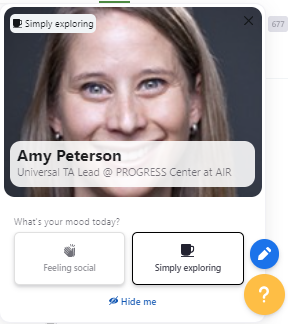 Simply exploring
677
Amy Peterson
Universal TA Lead @ PROGRESS Center at AIR
What's your mood today?
Feeling social
Simply exploring
Hide me
?